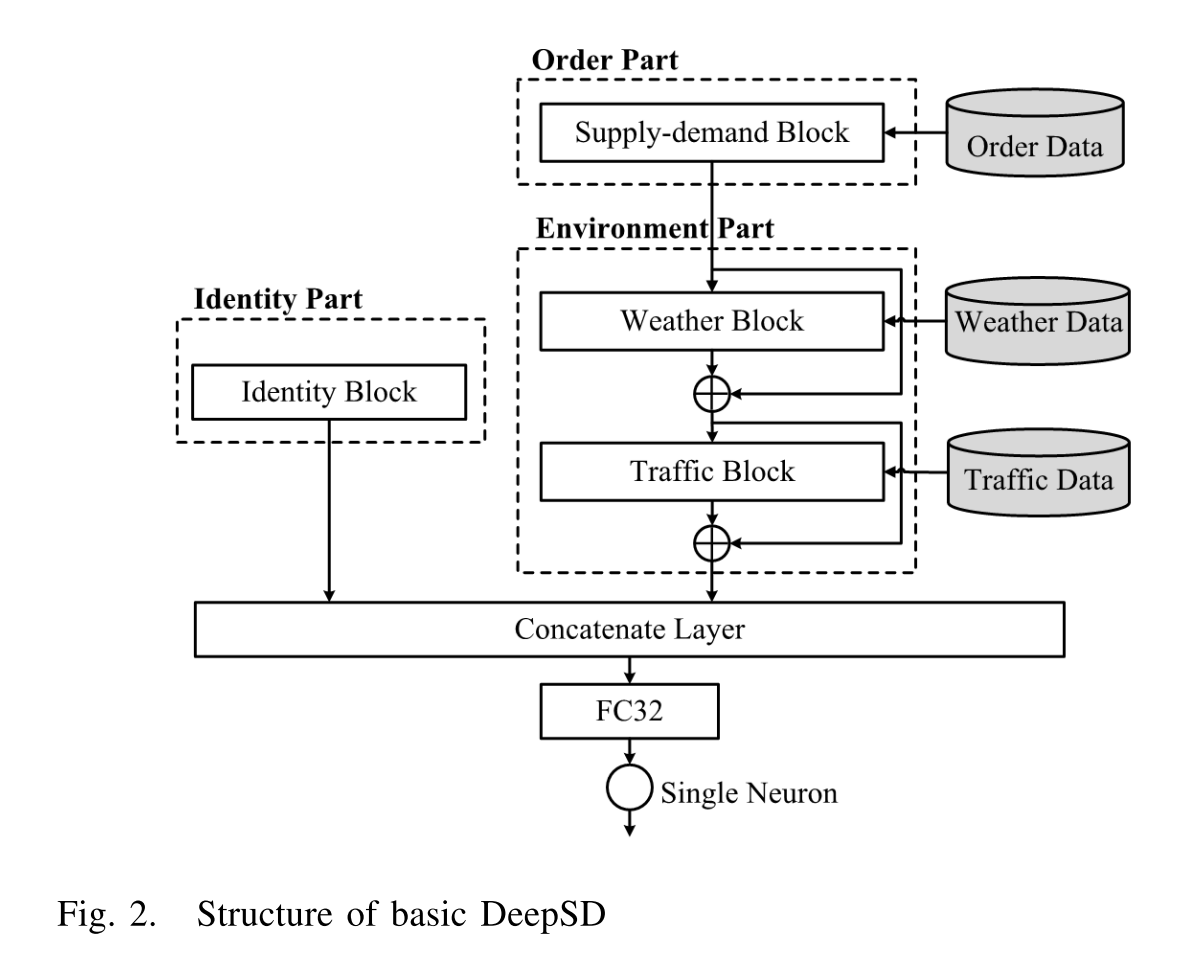 Order Part
Supply-demand Block
Order Data
Environment Part
Identity Part
Weather Block
Weather Data
Identity Block
Traffic Block
Traffic Data
Concatenate Layer
FC32
Single Neuron
Fig. 2. Structure of basic DeepSD